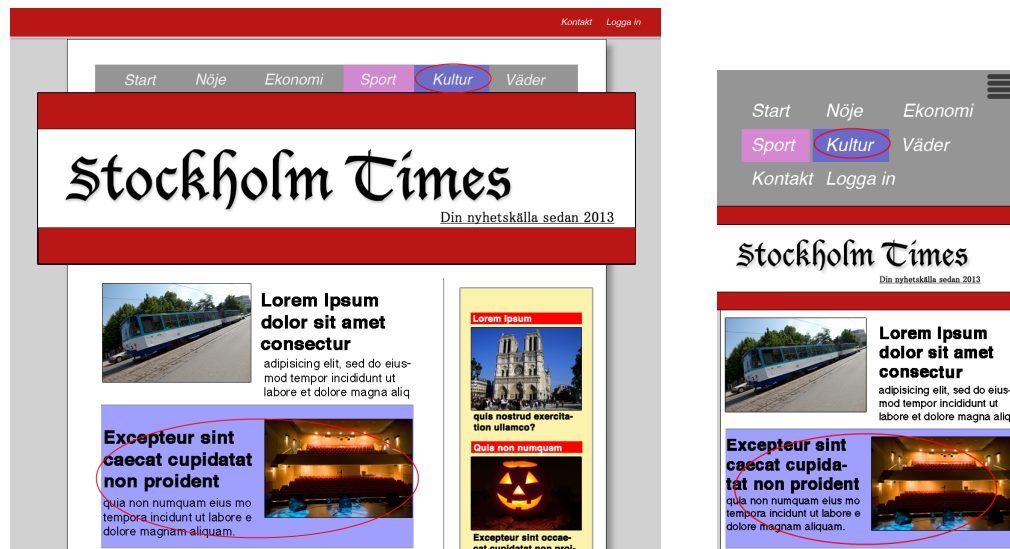 Kontakt Logga in
Start Nöje Ekonomi Sport Kultur Väder
Stockholm Times
Din nyhetskälla sedan 2013
Lorem Ipsum
dolor sit amet
consectur
adipisicing elit, sed do eius-
mod tempor incididunt ut
labore et dolore magna aliq
Excepteur sint
caecat cupidatat
non proident
quia non numquam eius mo
tempora incidunt ut labore e
dolore magnam aliquam.
Lorem Ipsum
quis nostrud exercita-
tion ullamco?
Quia non numquam
Excepteur sint occae-
cat cupidatat non proi-
Start Nöje Ekonomi
Sport Kultur Väder
Kontakt Logga in
Stockholm Times
Din nyhetskälla sedan 2013
Lorem Ipsum
dolor sit amet
consectur
adipisicing elit, sed do eius-
mod tempor incididunt ut
labore et dolore magna aliq
Excepteur sint
caecat cupida-
tat non proident
quia non numquam eius mo
tempora incidunt ut labore e
dolore magnam aliquam.